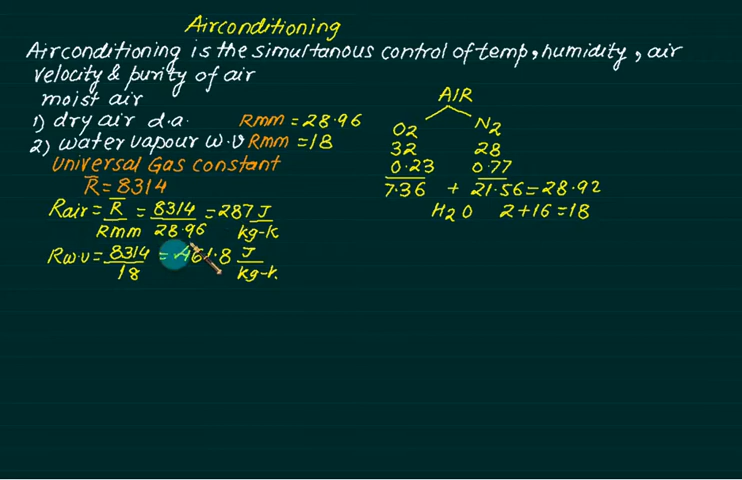 Airconditioning
Airconditioning is the simultanous control of temp, humidity, air
velocity & purity of air
moist air
1) dry air d.a. Rmm = 28.96
2) water vapour w.v Rmm = 18
Universal Gas constant
R̅ = 8314
Rair = R̅/Rmm = 8314/28.96 = 287 J/kg-k
Rw.v = 8314/18 = 461.8 J/kg-k
AIR
O2 N2
32 28
0.23 0.77
7.36 + 21.56 = 28.92
H2O 2+16 = 18